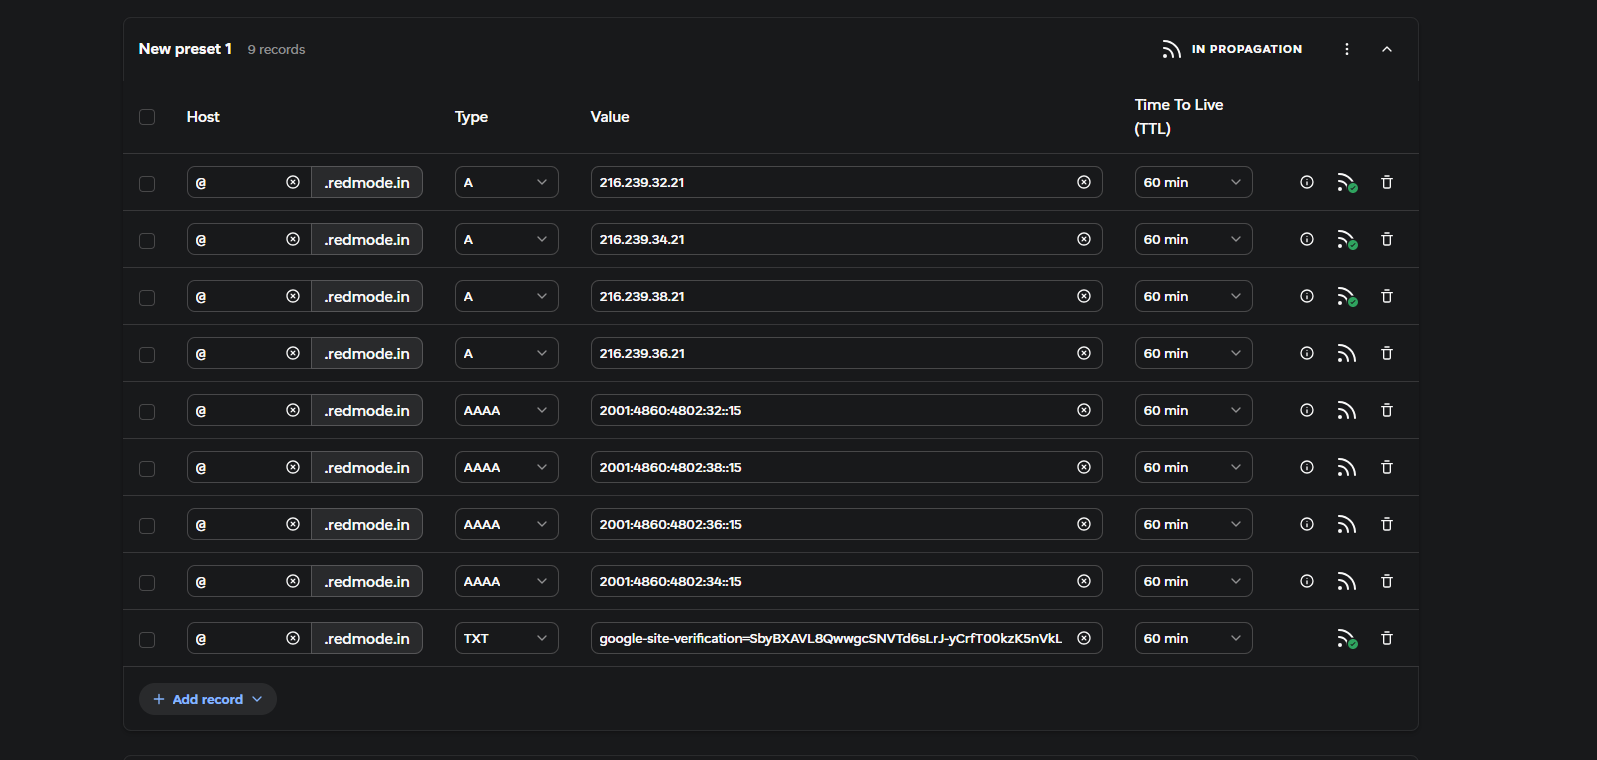 New preset 1 9 records IN PROPAGATION
Host Type Value Time To Live (TTL)
@ .redmode.in A 216.239.32.21 60 min
@ .redmode.in A 216.239.34.21 60 min
@ .redmode.in A 216.239.38.21 60 min
@ .redmode.in A 216.239.36.21 60 min
@ .redmode.in AAAA 2001:4860:4802:32::15 60 min
@ .redmode.in AAAA 2001:4860:4802:38::15 60 min
@ .redmode.in AAAA 2001:4860:4802:36::15 60 min
@ .redmode.in AAAA 2001:4860:4802:34::15 60 min
@ .redmode.in TXT google-site-verification=SbyBXAVL8QwwgcSNVTd6sLrJ-yCrfT00kzK5nVkL 60 min
+ Add record